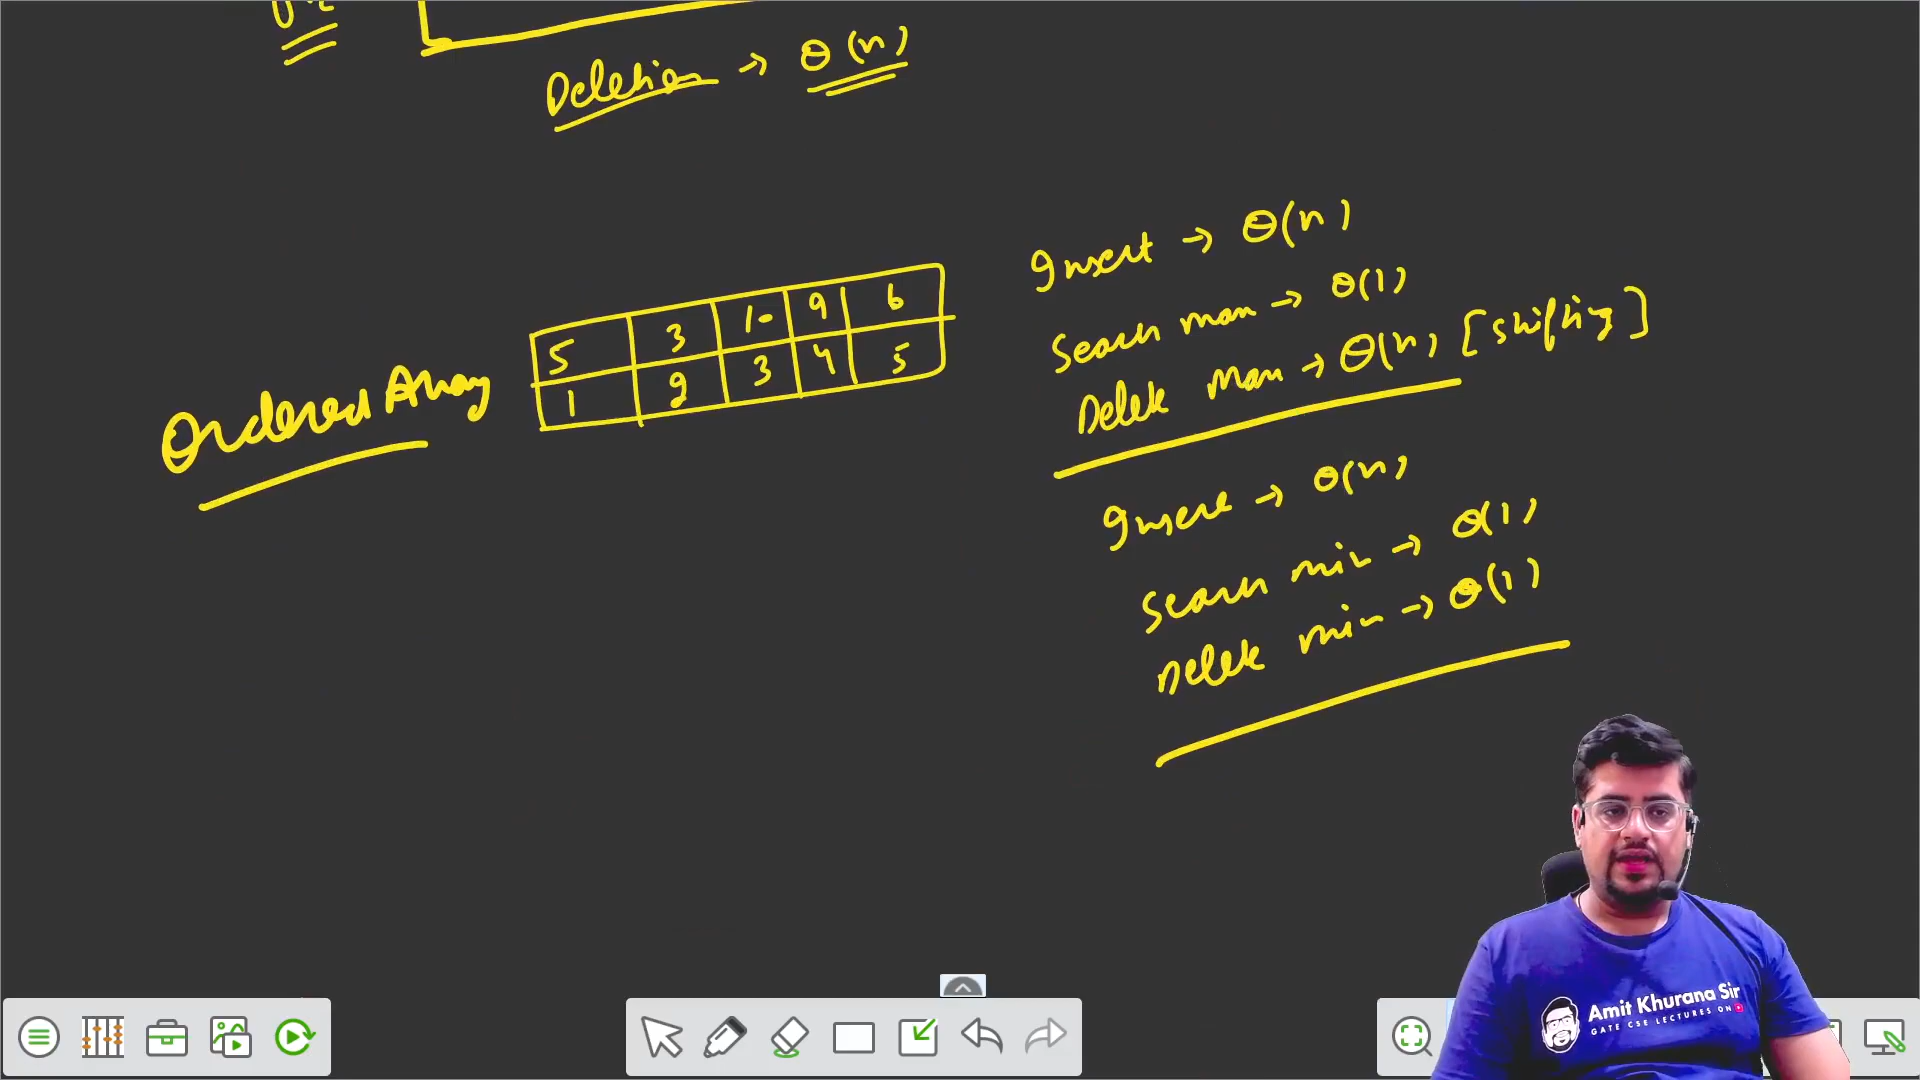 Deletion → θ(n)
Ordered Array
5 3 10 9 6
1 2 3 4 5
Insert → θ(n)
Search max → θ(1)
Delete max → θ(n) [shifting]
Insert → θ(n)
Search min → θ(1)
Delete min → θ(1)
Amit Khurana Sir
GATE CSE LECTURES ON